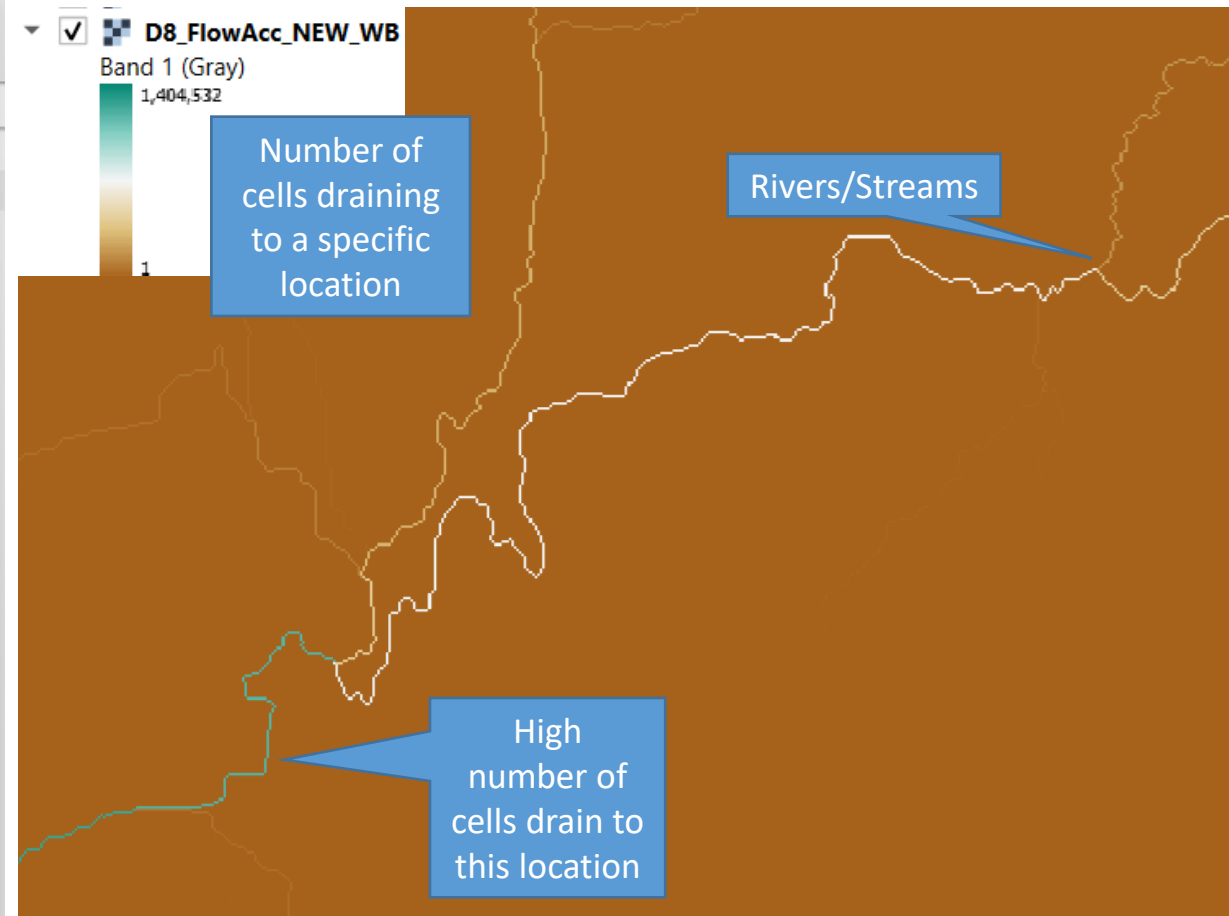 D8_FlowAcc_NEW_WB
Band 1 (Gray)
1,404,532
1
Number of
cells draining
to a specific
location
Rivers/Streams
High
number of
cells drain to
this location